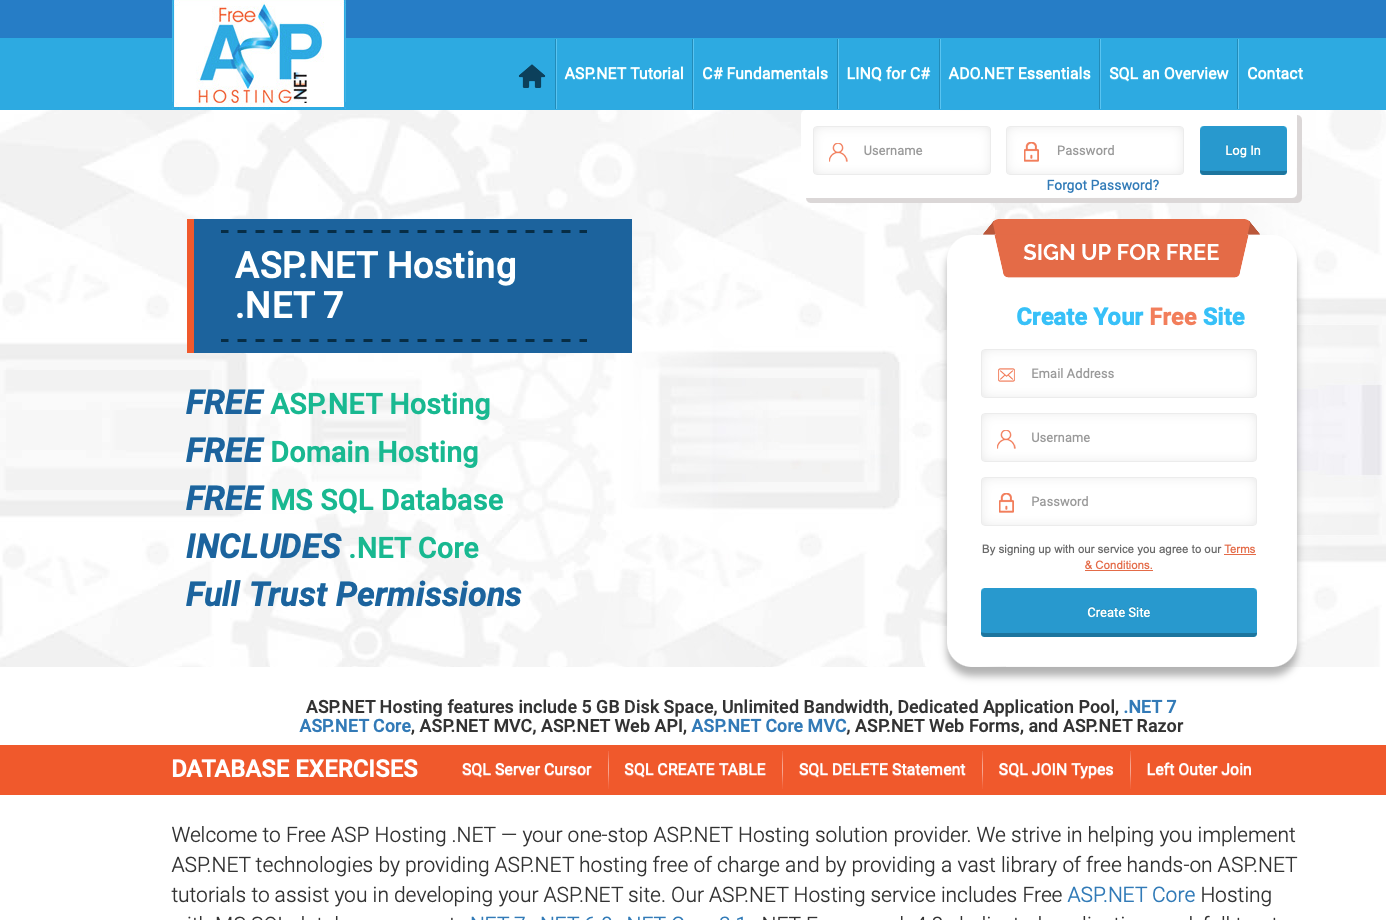 Free
ASP
HOSTING
.NET
ASP.NET Tutorial
C# Fundamentals
LINQ for C#
ADO.NET Essentials
SQL an Overview
Contact
Username
Password
Log In
Forgot Password?
ASP.NET Hosting
.NET 7
FREE ASP.NET Hosting
FREE Domain Hosting
FREE MS SQL Database
INCLUDES .NET Core
Full Trust Permissions
SIGN UP FOR FREE
Create Your Free Site
Email Address
Username
Password
By signing up with our service you agree to our Terms
& Conditions.
Create Site
ASP.NET Hosting features include 5 GB Disk Space, Unlimited Bandwidth, Dedicated Application Pool, .NET 7
ASP.NET Core, ASP.NET MVC, ASP.NET Web API, ASP.NET Core MVC, ASP.NET Web Forms, and ASP.NET Razor
DATABASE EXERCISES
SQL Server Cursor
SQL CREATE TABLE
SQL DELETE Statement
SQL JOIN Types
Left Outer Join
Welcome to Free ASP Hosting .NET — your one-stop ASP.NET Hosting solution provider. We strive in helping you implement
ASP.NET technologies by providing ASP.NET hosting free of charge and by providing a vast library of free hands-on ASP.NET
tutorials to assist you in developing your ASP.NET site. Our ASP.NET Hosting service includes Free ASP.NET Core Hosting